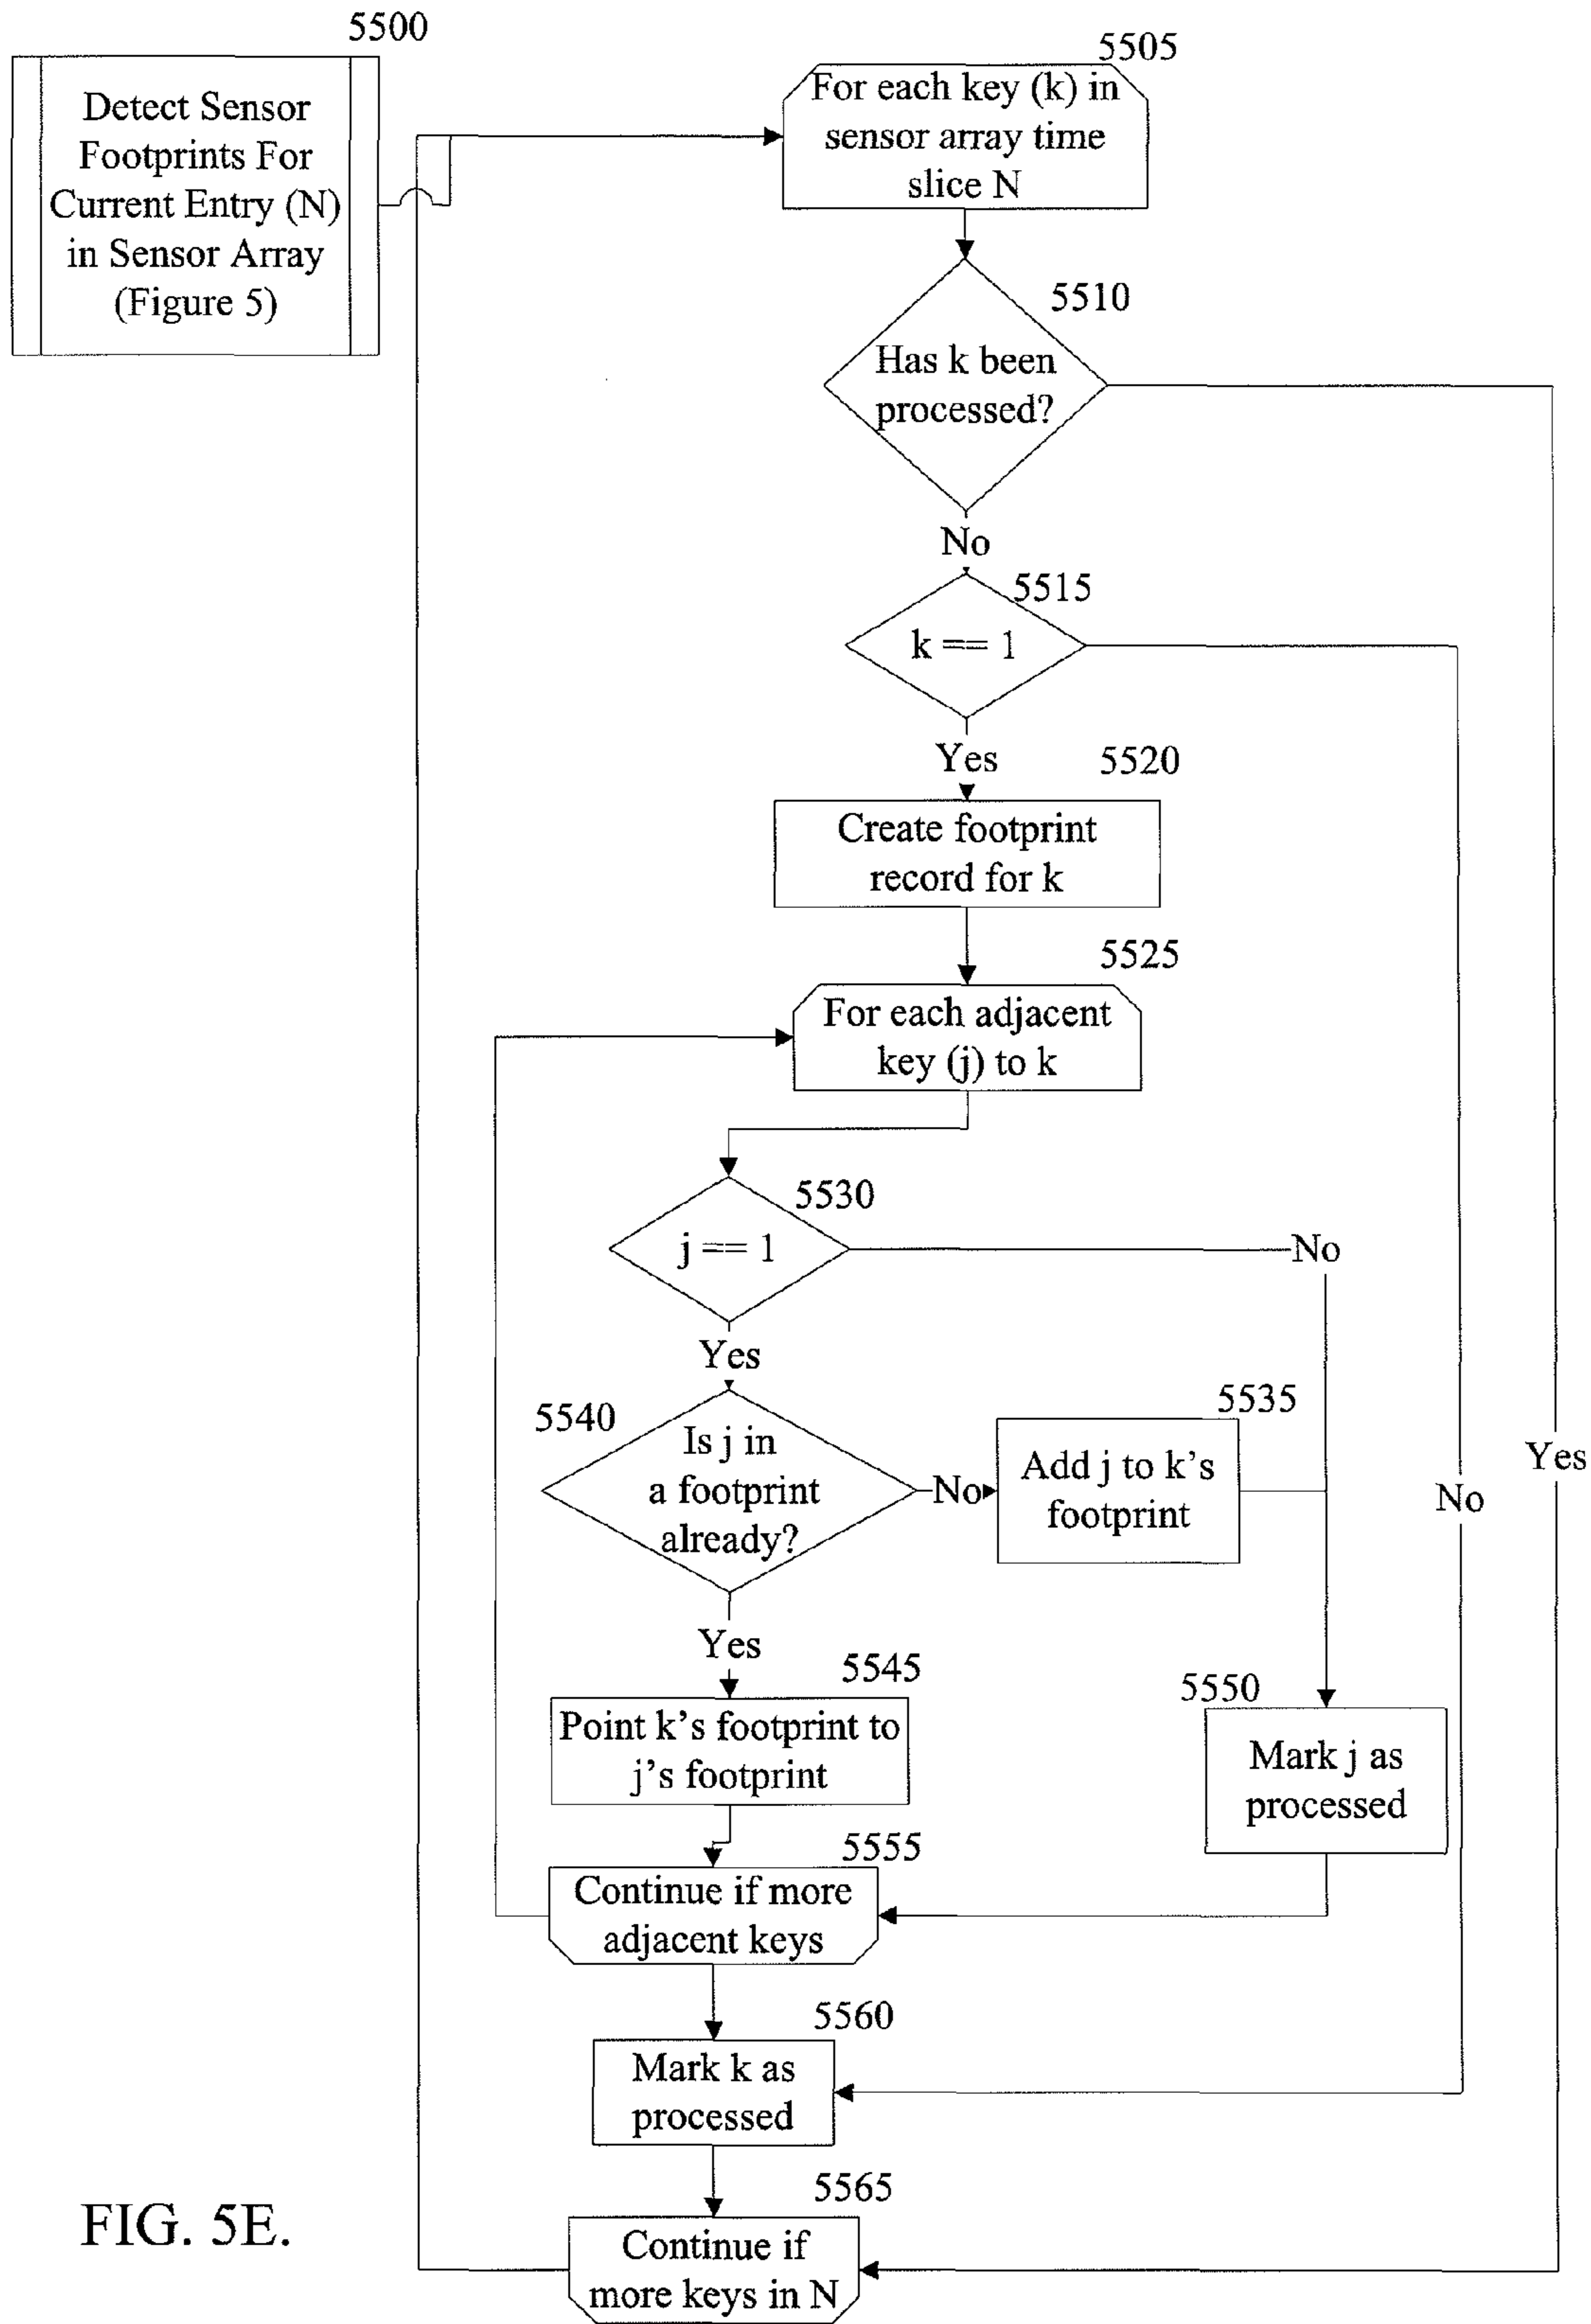 5500
Detect Sensor
Footprints For
Current Entry (N)
in Sensor Array
(Figure 5)
5505
For each key (k) in
sensor array time
slice N
5510
Has k been
processed?
No
5515
k == 1
Yes
5520
Create footprint
record for k
5525
For each adjacent
key (j) to k
5530
j == 1
No
Yes
5540
Is j in
a footprint
already?
No
5535
Add j to k's
footprint
Yes
No
Yes
5545
Point k's footprint to
j's footprint
5550
Mark j as
processed
5555
Continue if more
adjacent keys
5560
Mark k as
processed
5565
Continue if
more keys in N
FIG. 5E.